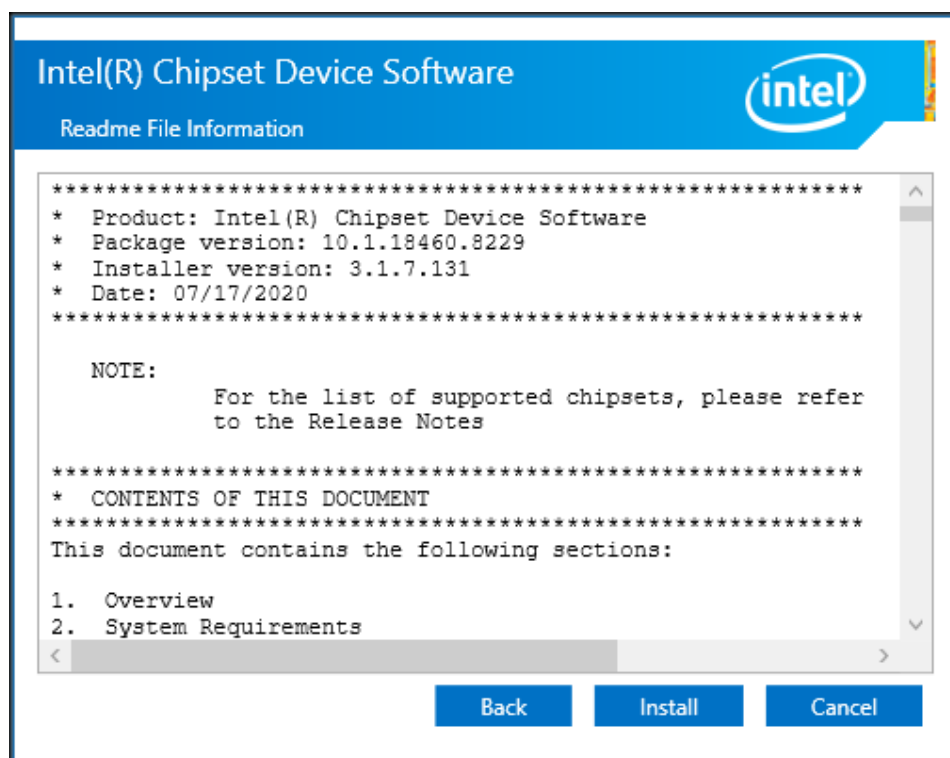 Intel(R) Chipset Device Software
intel
Readme File Information
************************************************************
*  Product: Intel(R) Chipset Device Software
*  Package version: 10.1.18460.8229
*  Installer version: 3.1.7.131
*  Date: 07/17/2020
************************************************************
NOTE:
For the list of supported chipsets, please refer
to the Release Notes
************************************************************
*  CONTENTS OF THIS DOCUMENT
************************************************************
This document contains the following sections:
1.  Overview
2.  System Requirements
Back
Install
Cancel